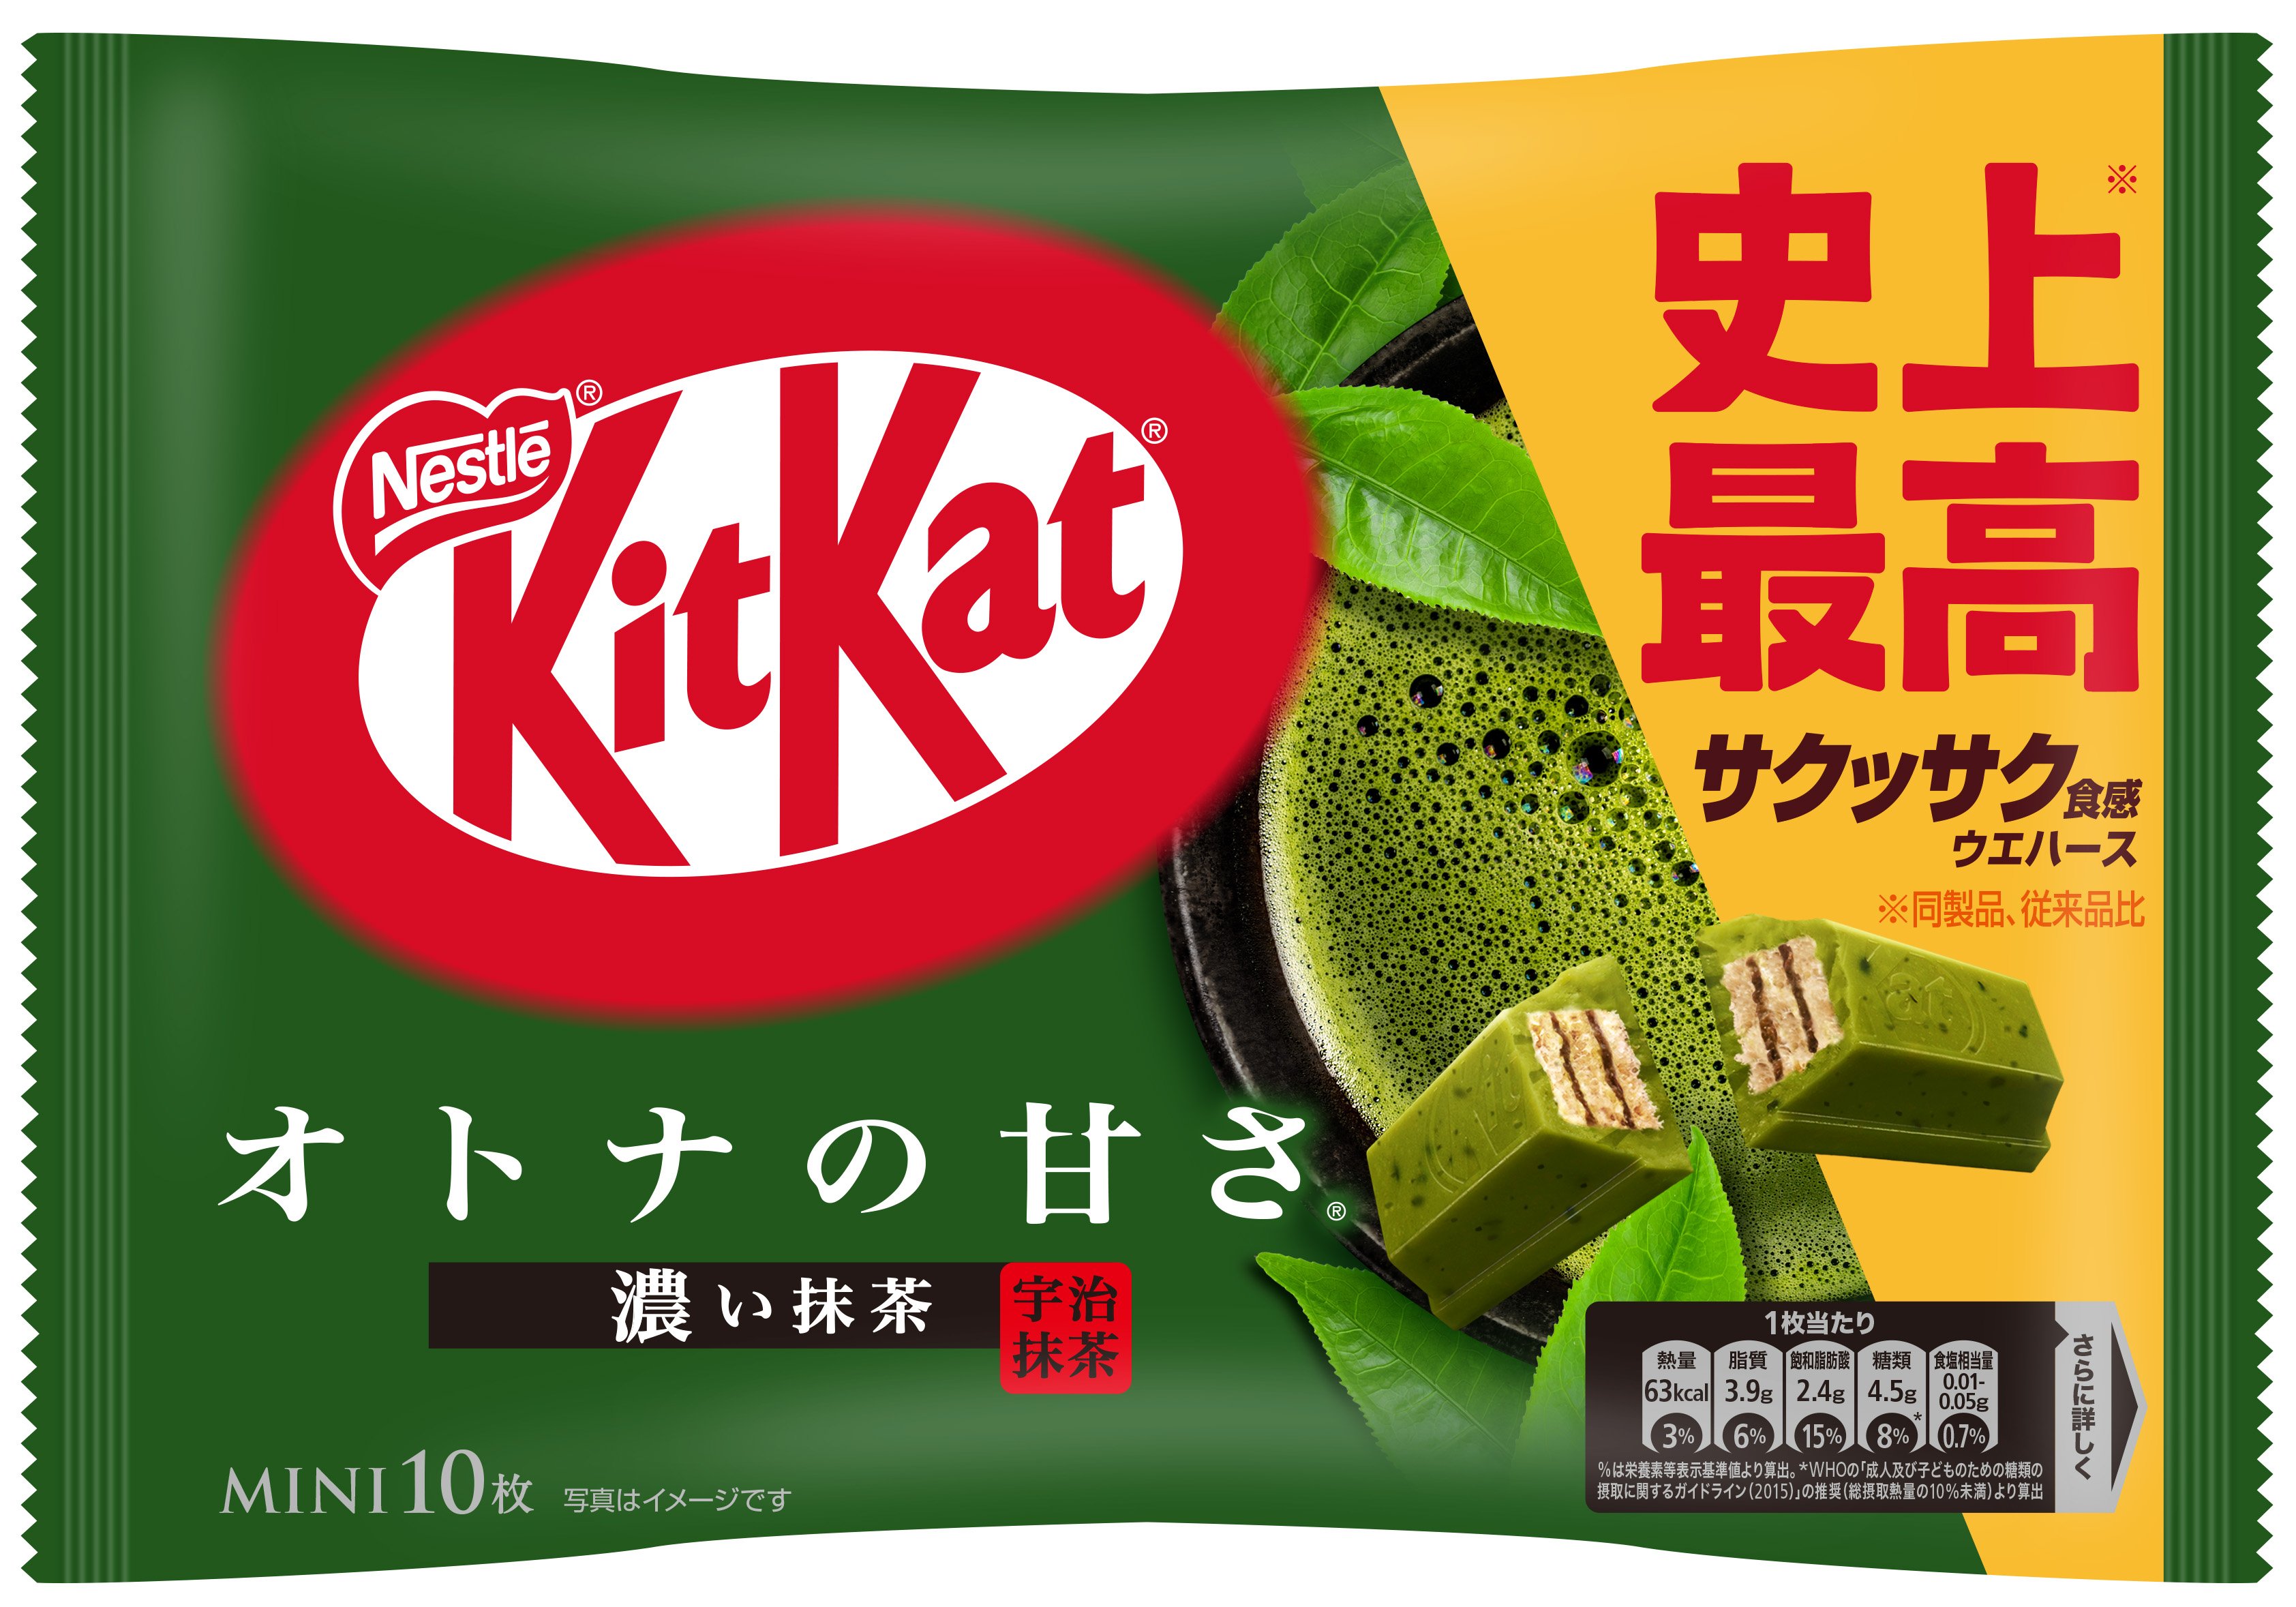 Nestlé®
KitKat®
オトナの甘さ®
濃い抹茶
宇治
抹茶
MINI10枚 写真はイメージです
史上※
最高
サクッサク食感
ウエハース
※同製品、従来品比
1枚当たり
熱量 脂質 飽和脂肪酸 糖類 食塩相当量
63kcal 3.9g 2.4g 4.5g 0.01-0.05g
3% 6% 15% 8%* 0.7%
%は栄養素等表示基準値より算出。*WHOの「成人及び子どものための糖類の
摂取に関するガイドライン(2015)」の推奨(総摂取熱量の10%未満)より算出
さらに詳しく